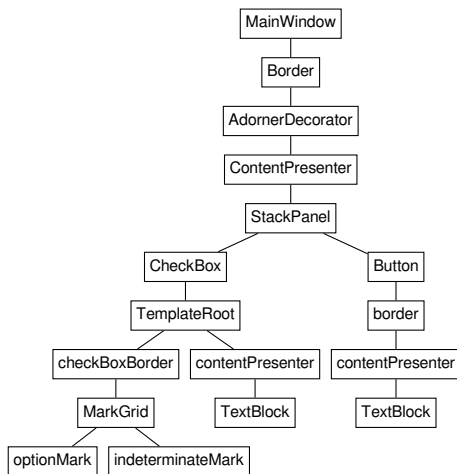 MainWindow
Border
AdornerDecorator
ContentPresenter
StackPanel
CheckBox Button
TemplateRoot border
checkBoxBorder contentPresenter contentPresenter
MarkGrid TextBlock TextBlock
optionMark indeterminateMark